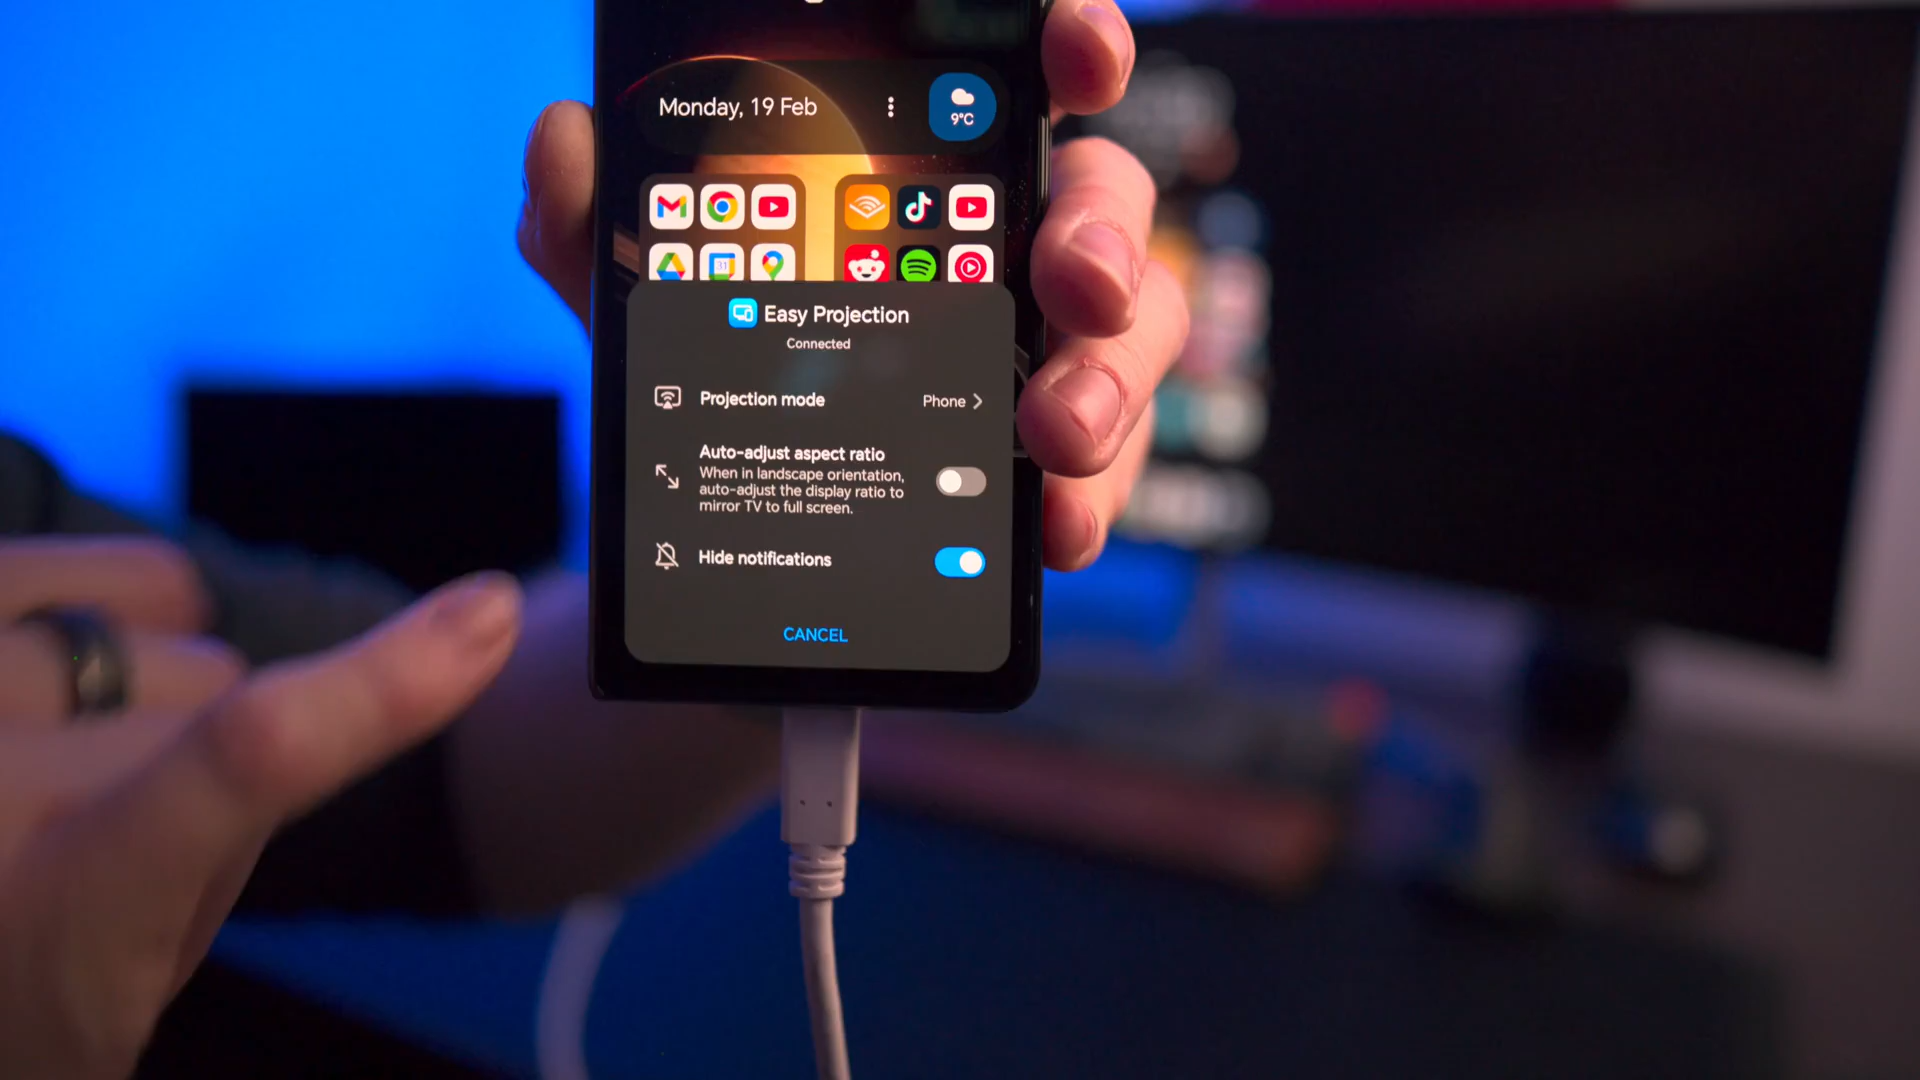 Monday, 19 Feb
9°C
31
Easy Projection
Connected
Projection mode
Phone
Auto-adjust aspect ratio
When in landscape orientation,
auto-adjust the display ratio to
mirror TV to full screen.
Hide notifications
CANCEL